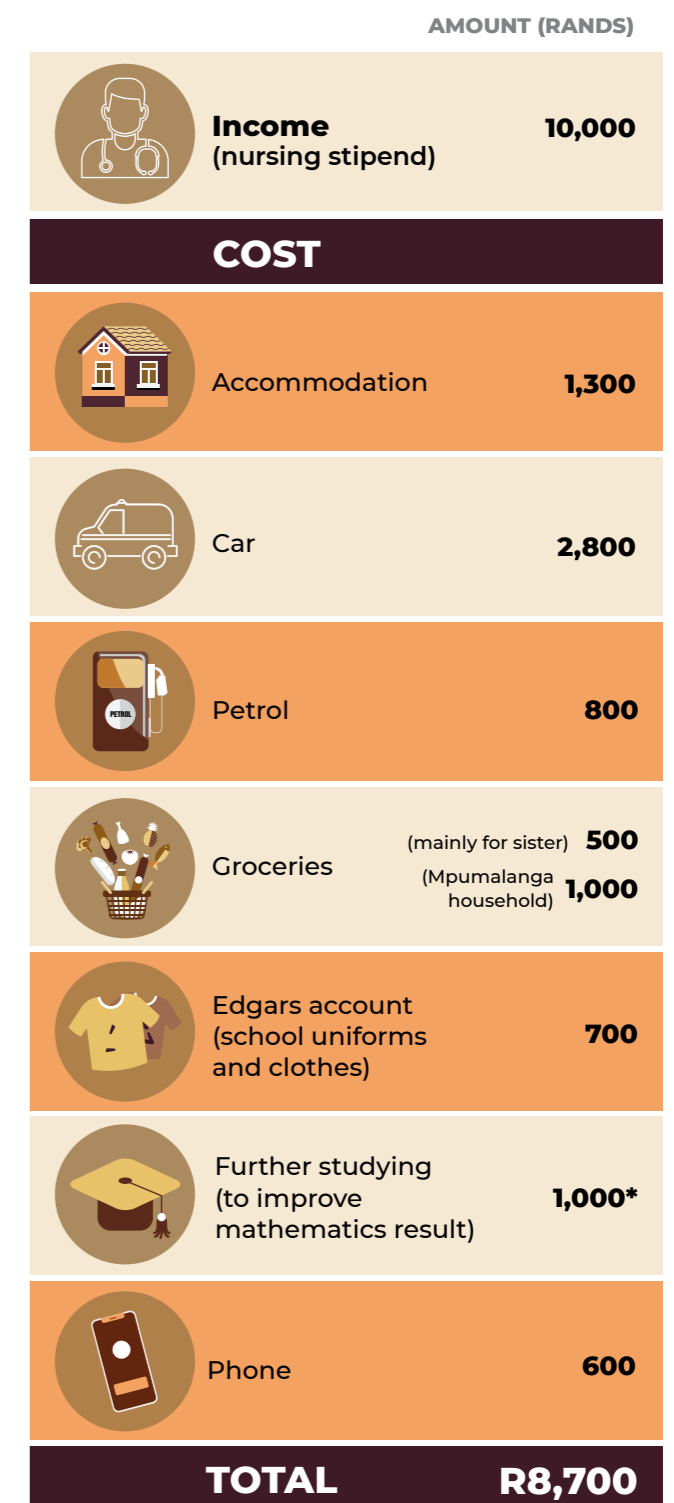 AMOUNT (RANDS)
Income
(nursing stipend)
10,000
COST
Accommodation
1,300
Car
2,800
PETROL
Petrol
800
Groceries
(mainly for sister) 500
(Mpumalanga
household) 1,000
Edgars account
(school uniforms
and clothes)
700
Further studying
(to improve
mathematics result)
1,000*
Phone
600
TOTAL
R8,700